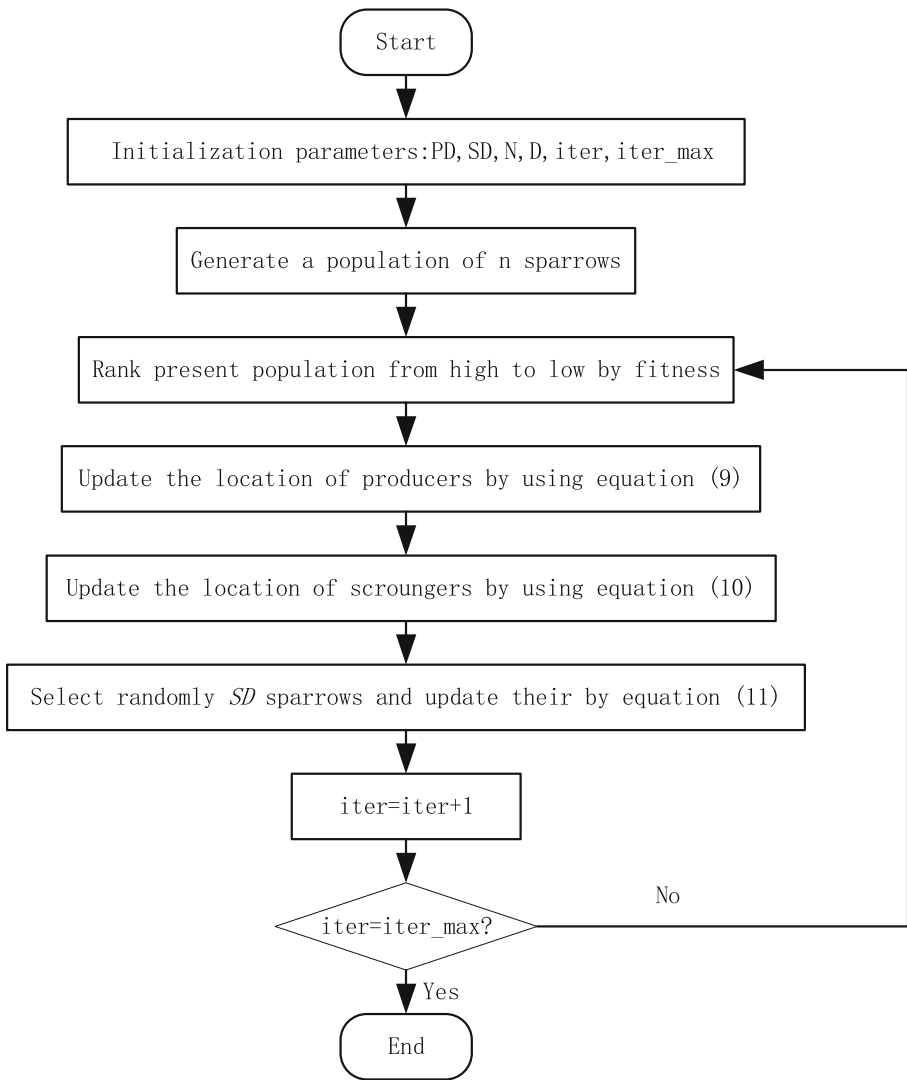 Start
Initialization parameters:PD,SD,N,D,iter,iter_max
Generate a population of n sparrows
Rank present population from high to low by fitness
Update the location of producers by using equation (9)
Update the location of scroungers by using equation (10)
Select randomly SD sparrows and update their by equation (11)
iter=iter+1
iter=iter_max?
No
Yes
End